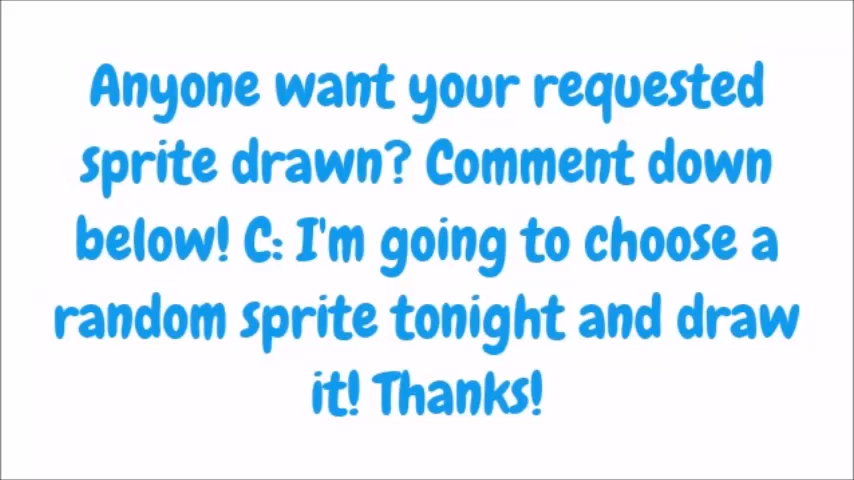 Anyone want your requested
sprite drawn? Comment down
below! C: I'm going to choose a
random sprite tonight and draw
it! Thanks!